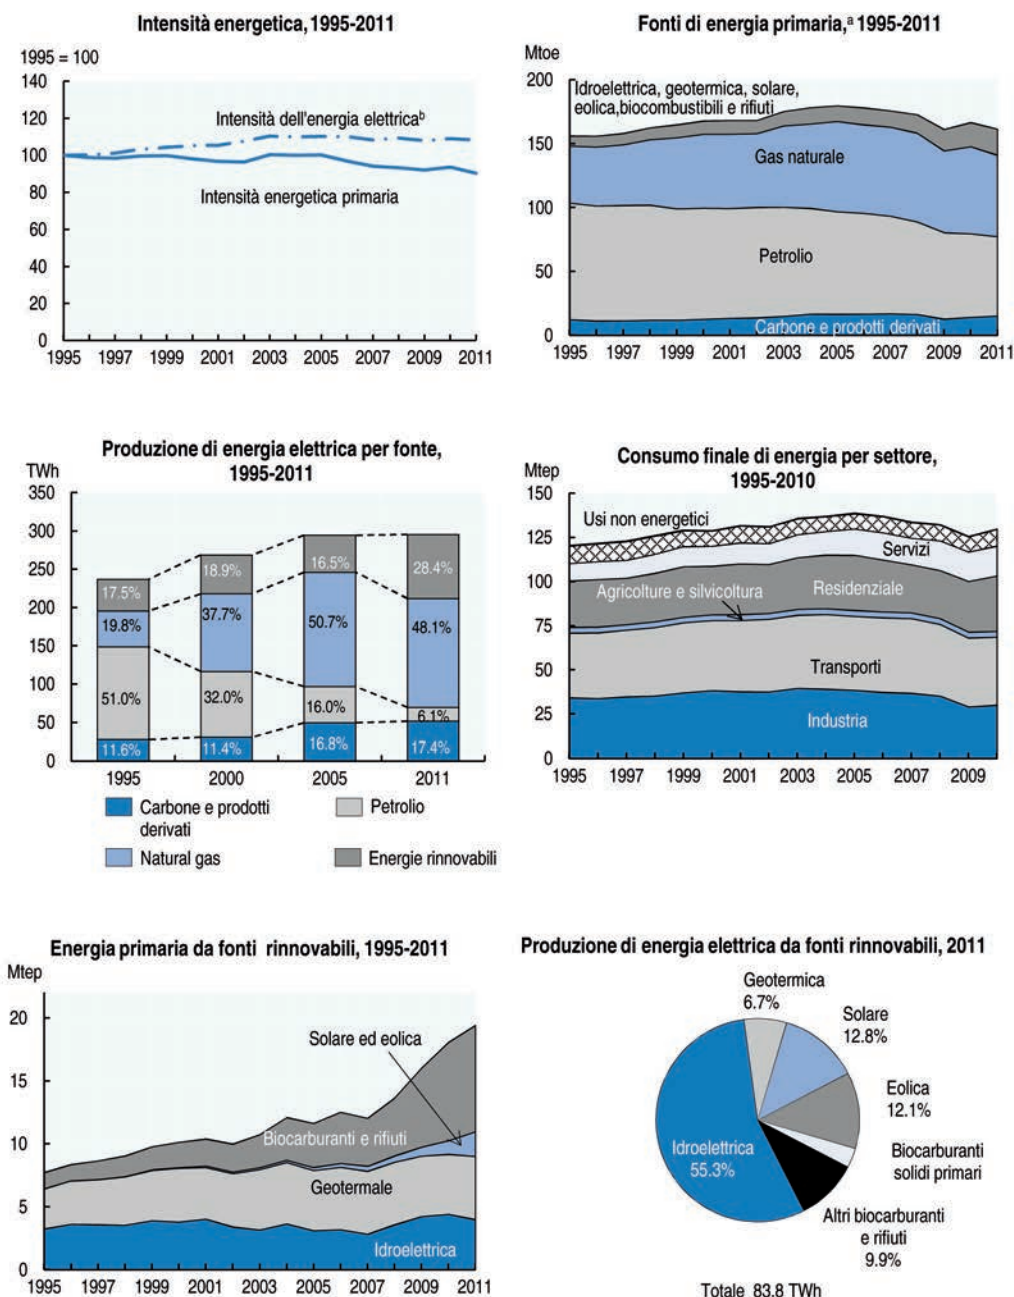 Intensità energetica, 1995-2011
1995 = 100
140
120
100
80
60
40
20
0
Intensità dell'energia elettricaᵇ
Intensità energetica primaria
1995 1997 1999 2001 2003 2005 2007 2009 2011
Fonti di energia primaria,ᵃ 1995-2011
Mtoe
200
150
100
50
0
Idroelettrica, geotermica, solare,
eolica,biocombustibili e rifiuti
Gas naturale
Petrolio
Carbone e prodotti derivati
1995 1997 1999 2001 2003 2005 2007 2009 2011
Produzione di energia elettrica per fonte,
1995-2011
TWh
350
300
250
200
150
100
50
0
17.5% 18.9% 16.5% 28.4%
19.8% 37.7% 50.7% 48.1%
51.0% 32.0% 16.0% 6.1%
11.6% 11.4% 16.8% 17.4%
1995 2000 2005 2011
Carbone e prodotti
derivati
Petrolio
Natural gas
Energie rinnovabili
Consumo finale di energia per settore,
1995-2010
Mtep
150
125
100
75
50
25
0
Usi non energetici
Servizi
Agricolture e silvicoltura
Residenziale
Transporti
Industria
1995 1997 1999 2001 2003 2005 2007 2009
Energia primaria da fonti rinnovabili, 1995-2011
Mtep
20
15
10
5
0
Solare ed eolica
Biocarburanti e rifiuti
Geotermale
Idroelettrica
1995 1997 1999 2001 2003 2005 2007 2009 2011
Produzione di energia elettrica da fonti rinnovabili, 2011
Geotermica
6.7%
Solare
12.8%
Eolica
12.1%
Biocarburanti
solidi primari
Altri biocarburanti
e rifiuti
9.9%
Idroelettrica
55.3%
Totale 83.8 TWh